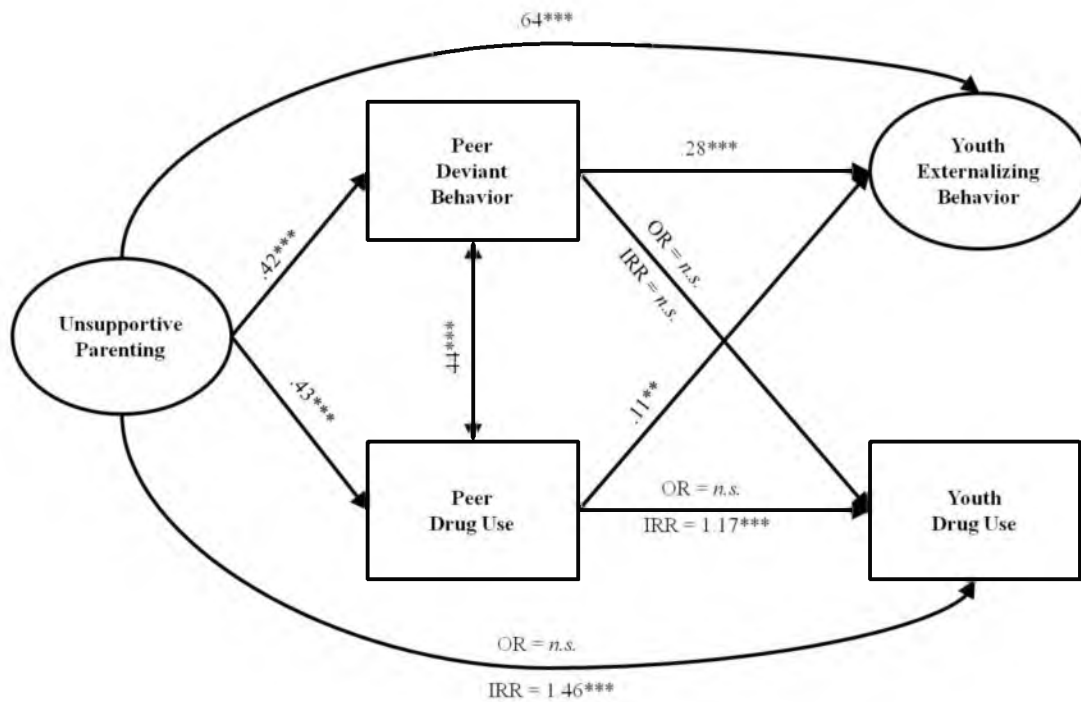 .64***
Peer
Deviant
Behavior
.28***
Youth
Externalizing
Behavior
.42***
OR = n.s.
IRR = n.s.
Unsupportive
Parenting
.44***
.43***
.11**
Peer
Drug Use
OR = n.s.
IRR = 1.17***
Youth
Drug Use
OR = n.s.
IRR = 1.46***